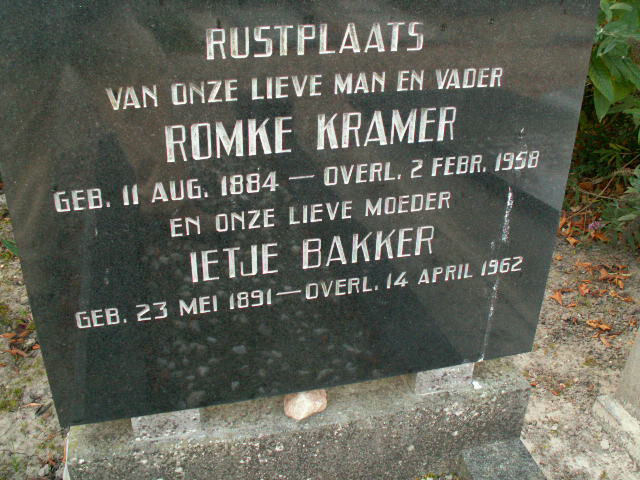 RUSTPLAATS
VAN ONZE LIEVE MAN EN VADER
ROMKE KRAMER
GEB. 11 AUG. 1884 — OVERL. 2 FEBR. 1958
EN ONZE LIEVE MOEDER
IETJE BAKKER
GEB. 23 MEI 1891 — OVERL. 14 APRIL 1962